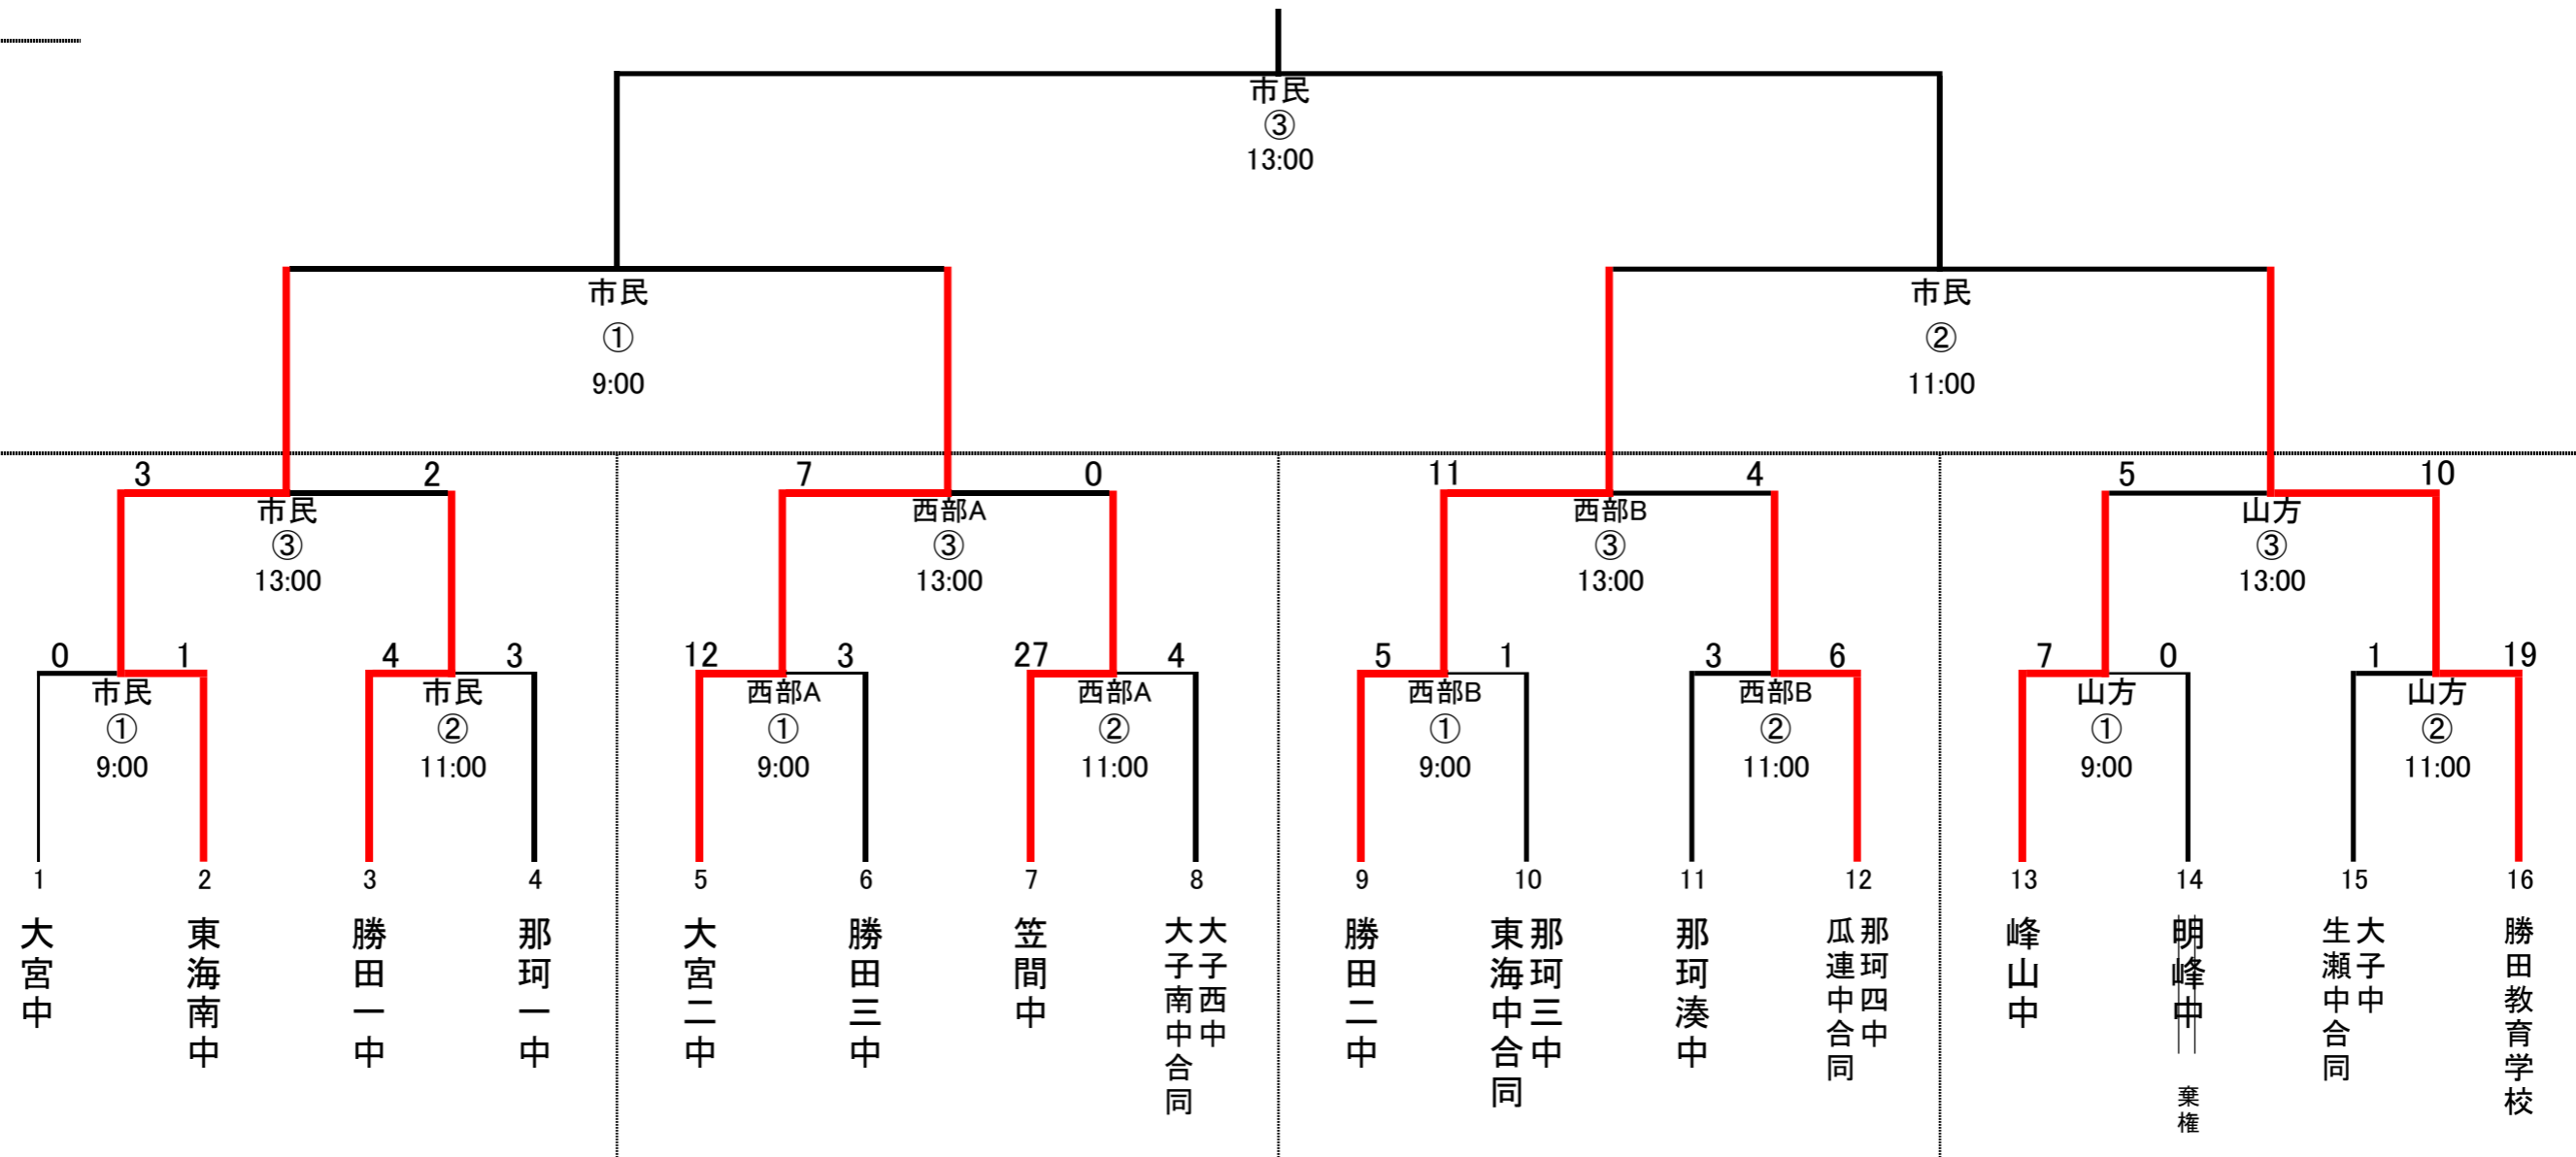 市民
③
13:00
市民
①
9:00
市民
②
11:00
3
2
7
0
11
4
5
10
市民
③
13:00
西部A
③
13:00
西部B
③
13:00
山方
③
13:00
0
1
4
3
12
3
27
4
5
1
3
6
7
0
1
19
市民
①
9:00
市民
②
11:00
西部A
①
9:00
西部A
②
11:00
西部B
①
9:00
西部B
②
11:00
山方
①
9:00
山方
②
11:00
1
2
3
4
5
6
7
8
9
10
11
12
13
14
15
16
大宮中
東海南中
勝田一中
那珂一中
大宮二中
勝田三中
笠間中
大子西中
大子南中合同
勝田二中
那珂三中
東海中合同
那珂湊中
那珂四中
瓜連中合同
峰山中
明峰中
棄権
大子中
生瀬中合同
勝田教育学校